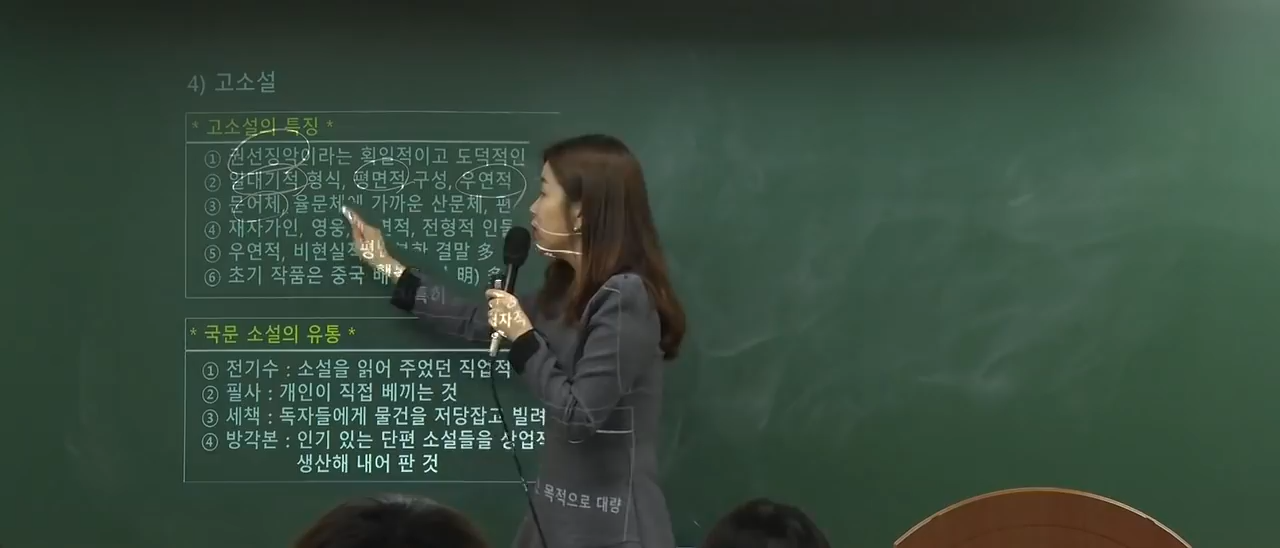 4) 고소설
* 고소설의 특징 *
① 권선징악이라는 획일적이고 도덕적인
② 일대기적 형식, 평면적 구성, 우연적
③ 문어체, 율문체에 가까운 산문체, 편
④ 재자가인, 영웅, 면적, 전형적 인물
⑤ 우연적, 비현실적 행복한 결말 多
⑥ 초기 작품은 중국 明)
* 국문 소설의 유통 *
① 전기수 : 소설을 읽어 주었던 직업적
② 필사 : 개인이 직접 베끼는 것
③ 세책 : 독자들에게 물건을 저당잡고 빌려
④ 방각본 : 인기 있는 단편 소설들을 상업적 목적으로 대량
생산해 내어 판 것